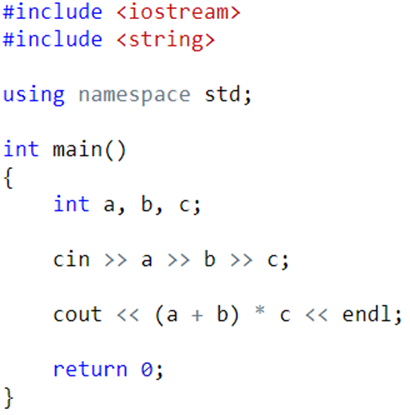 #include <iostream>
#include <string>
using namespace std;
int main()
{
int a, b, c;
cin >> a >> b >> c;
cout << (a + b) * c << endl;
return 0;
}